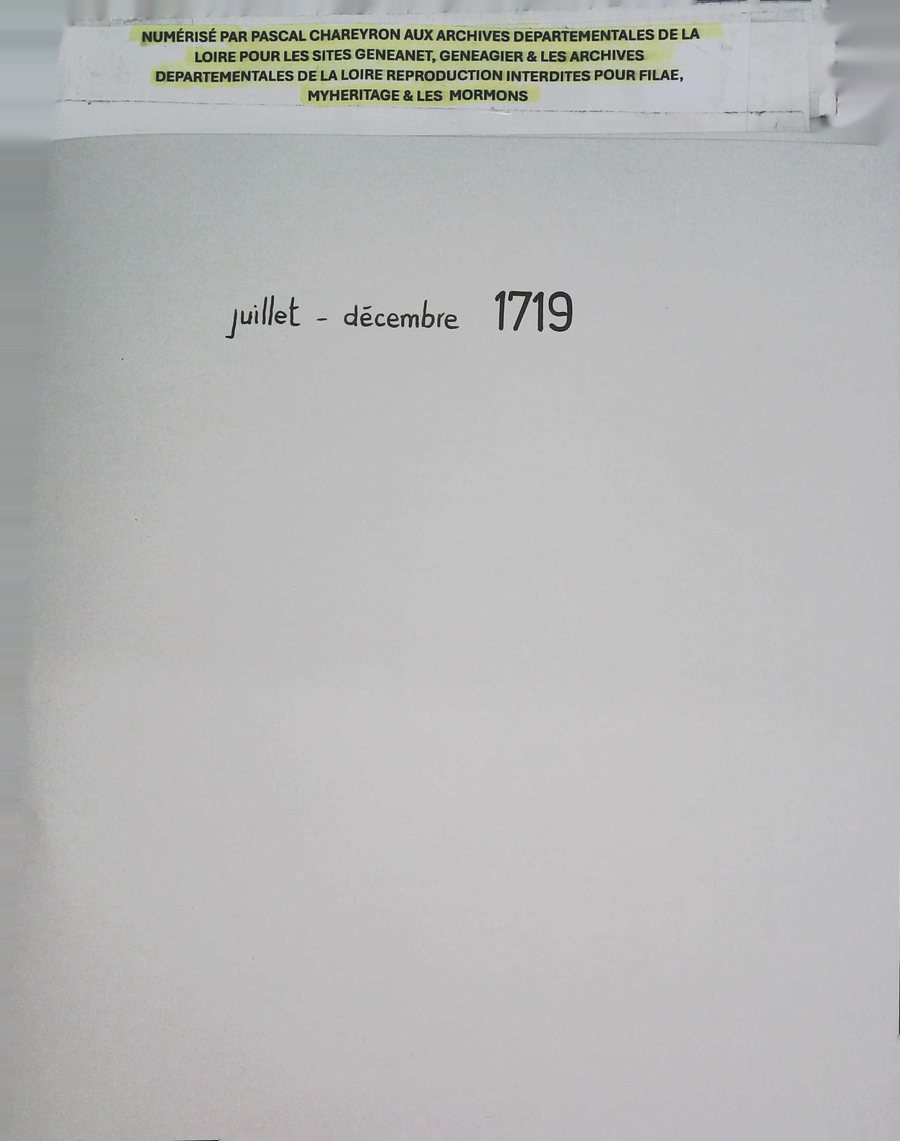 NUMÉRISÉ PAR PASCAL CHAREYRON AUX ARCHIVES DEPARTEMENTALES DE LA
LOIRE POUR LES SITES GENEANET, GENEAGIER & LES ARCHIVES
DEPARTEMENTALES DE LA LOIRE REPRODUCTION INTERDITES POUR FILAE,
MYHERITAGE & LES MORMONS
juillet - décembre 1719